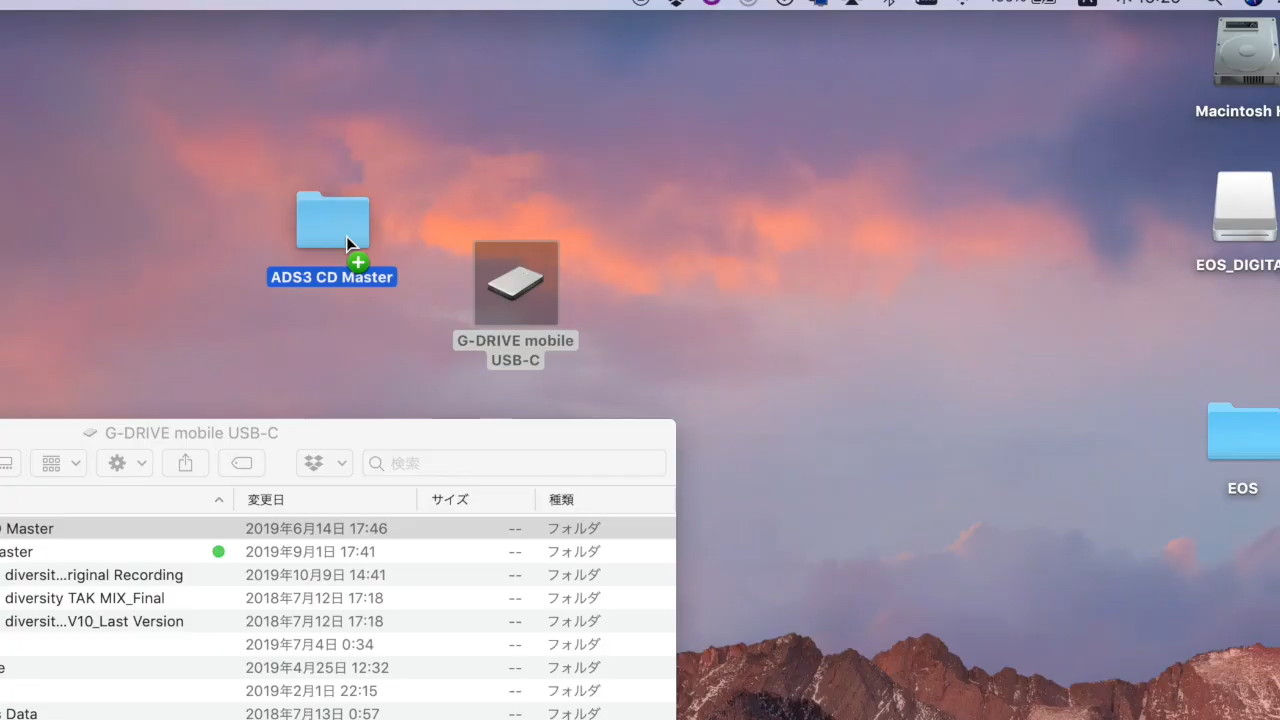 Macintosh H
EOS_DIGITA
ADS3 CD Master
G-DRIVE mobile
USB-C
EOS
G-DRIVE mobile USB-C
検索
変更日 サイズ 種類
Master 2019年6月14日 17:46 -- フォルダ
aster 2019年9月1日 17:41 -- フォルダ
diversit...riginal Recording 2019年10月9日 14:41 -- フォルダ
diversity TAK MIX_Final 2018年7月12日 17:18 -- フォルダ
diversit...V10_Last Version 2018年7月12日 17:18 -- フォルダ
2019年7月4日 0:34 -- フォルダ
e 2019年4月25日 12:32 -- フォルダ
2019年2月1日 22:15 -- フォルダ
s Data 2018年7月13日 0:57 -- フォルダ